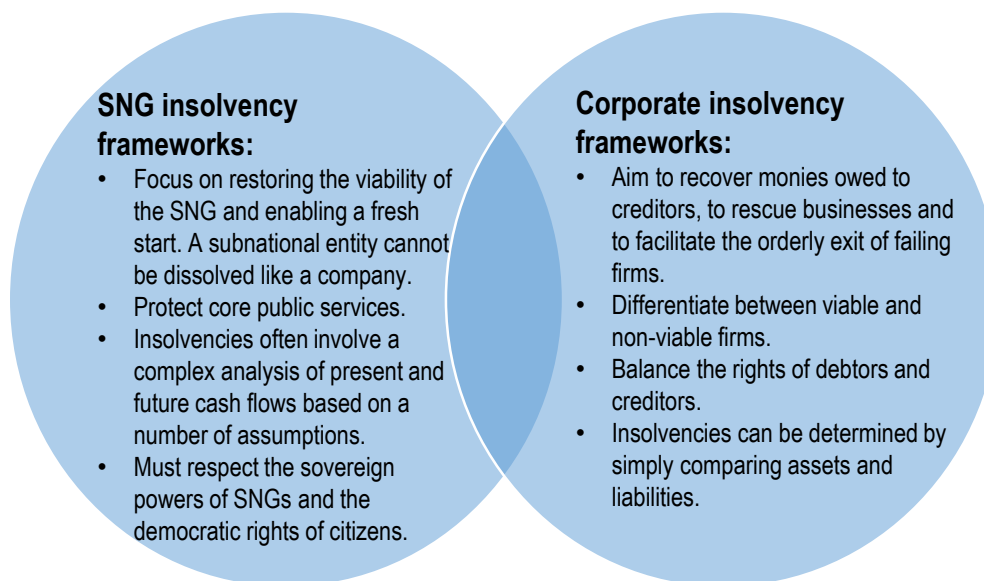 SNG insolvency
frameworks:
• Focus on restoring the viability of
the SNG and enabling a fresh
start. A subnational entity cannot
be dissolved like a company.
• Protect core public services.
• Insolvencies often involve a
complex analysis of present and
future cash flows based on a
number of assumptions.
• Must respect the sovereign
powers of SNGs and the
democratic rights of citizens.
Corporate insolvency
frameworks:
• Aim to recover monies owed to
creditors, to rescue businesses and
to facilitate the orderly exit of failing
firms.
• Differentiate between viable and
non-viable firms.
• Balance the rights of debtors and
creditors.
• Insolvencies can be determined by
simply comparing assets and
liabilities.